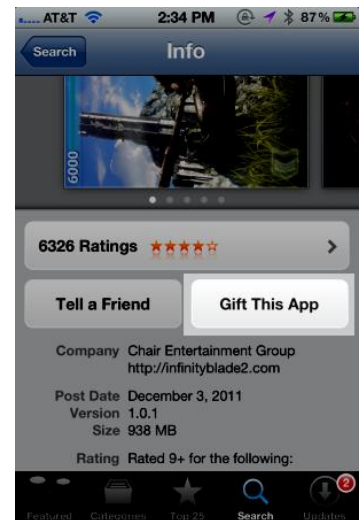 AT&T 2:34 PM 87%
Search Info
6000
6326 Ratings
Tell a Friend Gift This App
Company Chair Entertainment Group
http://infinityblade2.com
Post Date December 3, 2011
Version 1.0.1
Size 938 MB
Rating Rated 9+ for the following:
2
Featured Categories Top 25 Search Updates